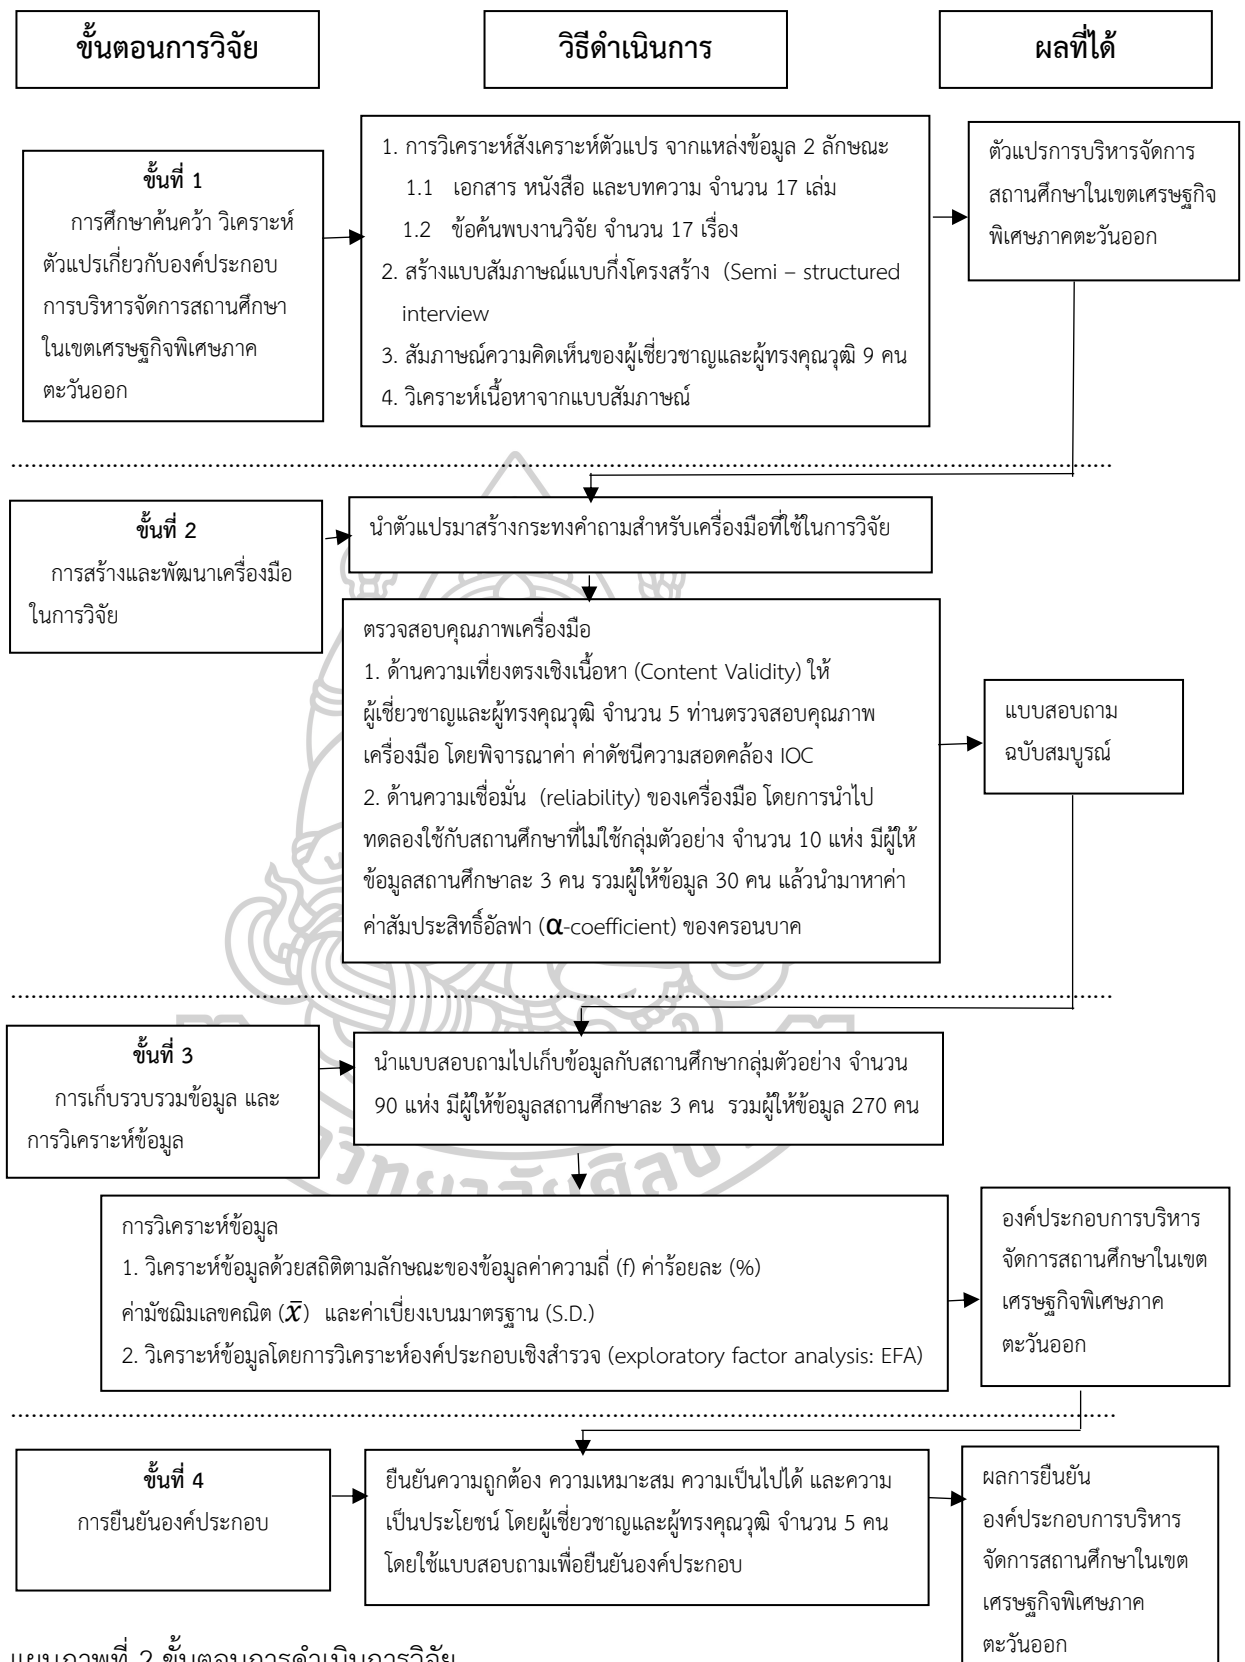 ขั้นตอนการวิจัย
วิธีดำเนินการ
ผลที่ได้
ขั้นที่ 1
การศึกษาค้นคว้า วิเคราะห์
ตัวแปรเกี่ยวกับองค์ประกอบ
การบริหารจัดการสถานศึกษา
ในเขตเศรษฐกิจพิเศษภาค
ตะวันออก
1. การวิเคราะห์สังเคราะห์ตัวแปร จากแหล่งข้อมูล 2 ลักษณะ
1.1 เอกสาร หนังสือ และบทความ จำนวน 17 เล่ม
1.2 ข้อค้นพบงานวิจัย จำนวน 17 เรื่อง
2. สร้างแบบสัมภาษณ์แบบกึ่งโครงสร้าง (Semi – structured
interview
3. สัมภาษณ์ความคิดเห็นของผู้เชี่ยวชาญและผู้ทรงคุณวุฒิ 9 คน
4. วิเคราะห์เนื้อหาจากแบบสัมภาษณ์
ตัวแปรการบริหารจัดการ
สถานศึกษาในเขตเศรษฐกิจ
พิเศษภาคตะวันออก
ขั้นที่ 2
การสร้างและพัฒนาเครื่องมือ
ในการวิจัย
นำตัวแปรมาสร้างกระทงคำถามสำหรับเครื่องมือที่ใช้ในการวิจัย
ตรวจสอบคุณภาพเครื่องมือ
1. ด้านความเที่ยงตรงเชิงเนื้อหา (Content Validity) ให้
ผู้เชี่ยวชาญและผู้ทรงคุณวุฒิ จำนวน 5 ท่านตรวจสอบคุณภาพ
เครื่องมือ โดยพิจารณาค่า ค่าดัชนีความสอดคล้อง IOC
2. ด้านความเชื่อมั่น (reliability) ของเครื่องมือ โดยการนำไป
ทดลองใช้กับสถานศึกษาที่ไม่ใช้กลุ่มตัวอย่าง จำนวน 10 แห่ง มีผู้ให้
ข้อมูลสถานศึกษาละ 3 คน รวมผู้ให้ข้อมูล 30 คน แล้วนำมาหาค่า
ค่าสัมประสิทธิ์อัลฟา (α-coefficient) ของครอนบาค
แบบสอบถาม
ฉบับสมบูรณ์
ขั้นที่ 3
การเก็บรวบรวมข้อมูล และ
การวิเคราะห์ข้อมูล
นำแบบสอบถามไปเก็บข้อมูลกับสถานศึกษากลุ่มตัวอย่าง จำนวน
90 แห่ง มีผู้ให้ข้อมูลสถานศึกษาละ 3 คน รวมผู้ให้ข้อมูล 270 คน
การวิเคราะห์ข้อมูล
1. วิเคราะห์ข้อมูลด้วยสถิติตามลักษณะของข้อมูลค่าความถี่ (f) ค่าร้อยละ (%)
ค่ามัชฌิมเลขคณิต (x̄) และค่าเบี่ยงเบนมาตรฐาน (S.D.)
2. วิเคราะห์ข้อมูลโดยการวิเคราะห์องค์ประกอบเชิงสำรวจ (exploratory factor analysis: EFA)
องค์ประกอบการบริหาร
จัดการสถานศึกษาในเขต
เศรษฐกิจพิเศษภาค
ตะวันออก
ขั้นที่ 4
การยืนยันองค์ประกอบ
ยืนยันความถูกต้อง ความเหมาะสม ความเป็นไปได้ และความ
เป็นประโยชน์ โดยผู้เชี่ยวชาญและผู้ทรงคุณวุฒิ จำนวน 5 คน
โดยใช้แบบสอบถามเพื่อยืนยันองค์ประกอบ
ผลการยืนยัน
องค์ประกอบการบริหาร
จัดการสถานศึกษาในเขต
เศรษฐกิจพิเศษภาค
ตะวันออก
แผนภาพที่ 2 ขั้นตอนการดำเนินการวิจัย